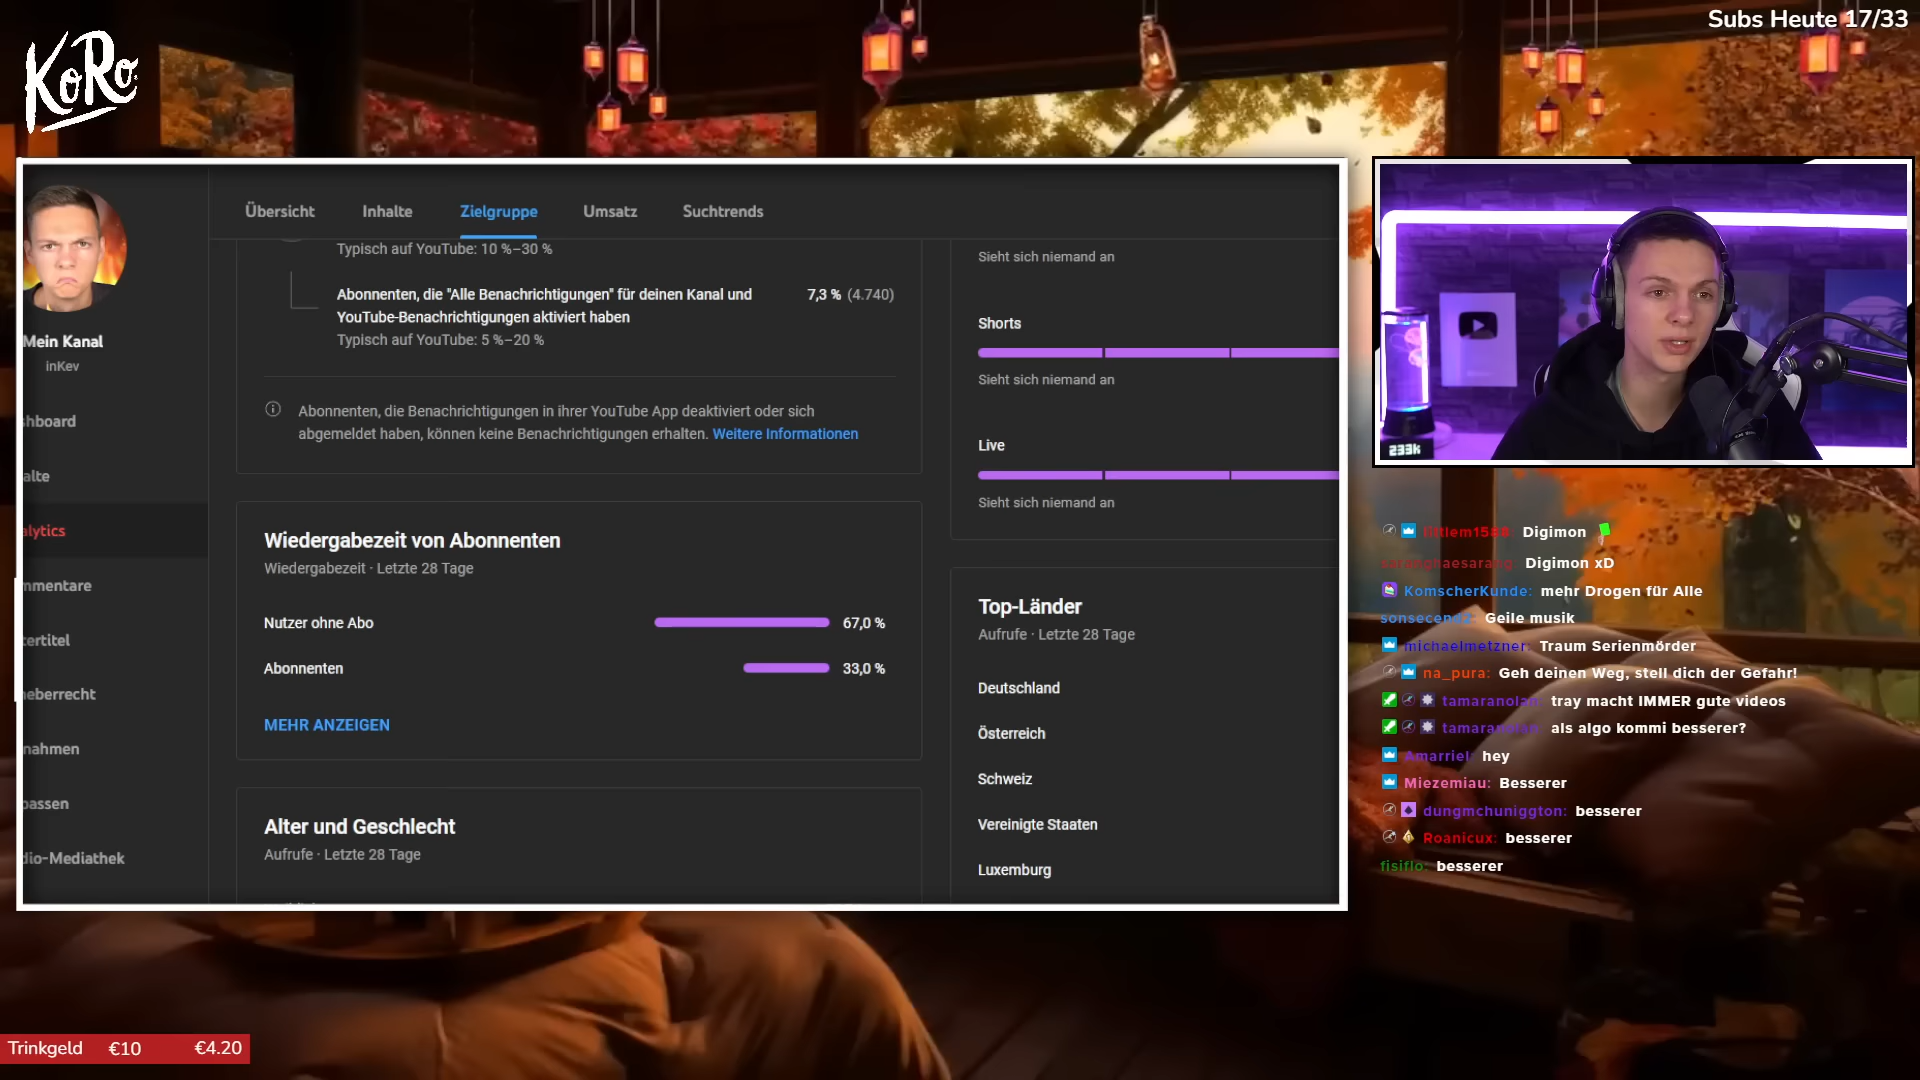 Subs Heute 17/33
KoRo
Übersicht
Inhalte
Zielgruppe
Umsatz
Suchtrends
Typisch auf YouTube: 10 %–30 %
Abonnenten, die "Alle Benachrichtigungen" für deinen Kanal und
YouTube-Benachrichtigungen aktiviert haben
7,3 % (4.740)
Typisch auf YouTube: 5 %–20 %
Abonnenten, die Benachrichtigungen in ihrer YouTube App deaktiviert oder sich
abgemeldet haben, können keine Benachrichtigungen erhalten. Weitere Informationen
Wiedergabezeit von Abonnenten
Wiedergabezeit · Letzte 28 Tage
Nutzer ohne Abo
67,0 %
Abonnenten
33,0 %
MEHR ANZEIGEN
Alter und Geschlecht
Aufrufe · Letzte 28 Tage
Sieht sich niemand an
Shorts
Sieht sich niemand an
Live
Sieht sich niemand an
Top-Länder
Aufrufe · Letzte 28 Tage
Deutschland
Österreich
Schweiz
Vereinigte Staaten
Luxemburg
Mein Kanal
inKev
hboard
alte
alytics
mmentare
tertitel
heberrecht
nahmen
passen
dio-Mediathek
233k
Digimon
Digimon xD
KomscherKunde: mehr Drogen für Alle
Geile musik
michaelmetzner: Traum Serienmörder
na_pura: Geh deinen Weg, stell dich der Gefahr!
tamaranolan: tray macht IMMER gute videos
tamaranolan: als algo kommi besserer?
Amarriel: hey
Miezemiau: Besserer
dungmchuniggton: besserer
Roanicux: besserer
fisiflo: besserer
Trinkgeld €10 €4.20